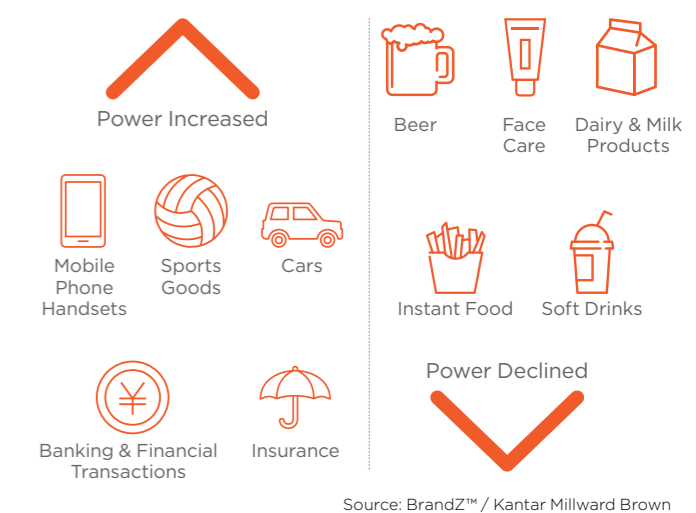 Power Increased
Mobile
Phone
Handsets
Sports
Goods
Cars
¥
Banking & Financial
Transactions
Insurance
Beer
Face
Care
Dairy & Milk
Products
Instant Food
Soft Drinks
Power Declined
Source: BrandZ™ / Kantar Millward Brown